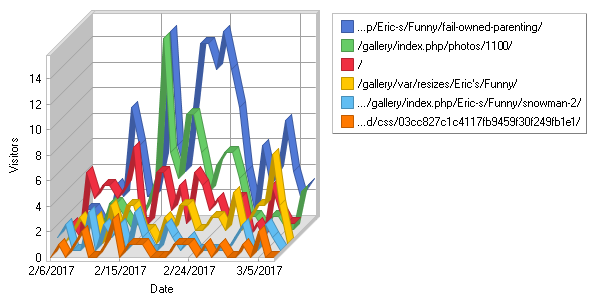 ...p/Eric-s/Funny/fail-owned-parenting/
/gallery/index.php/photos/1100/
/
/gallery/var/resizes/Eric's/Funny/
.../gallery/index.php/Eric-s/Funny/snowman-2/
...d/css/03cc827c1c4117fb9459f30f249fb1e1/
Visitors
14
12
10
8
6
4
2
0
2/6/2017 2/15/2017 2/24/2017 3/5/2017
Date